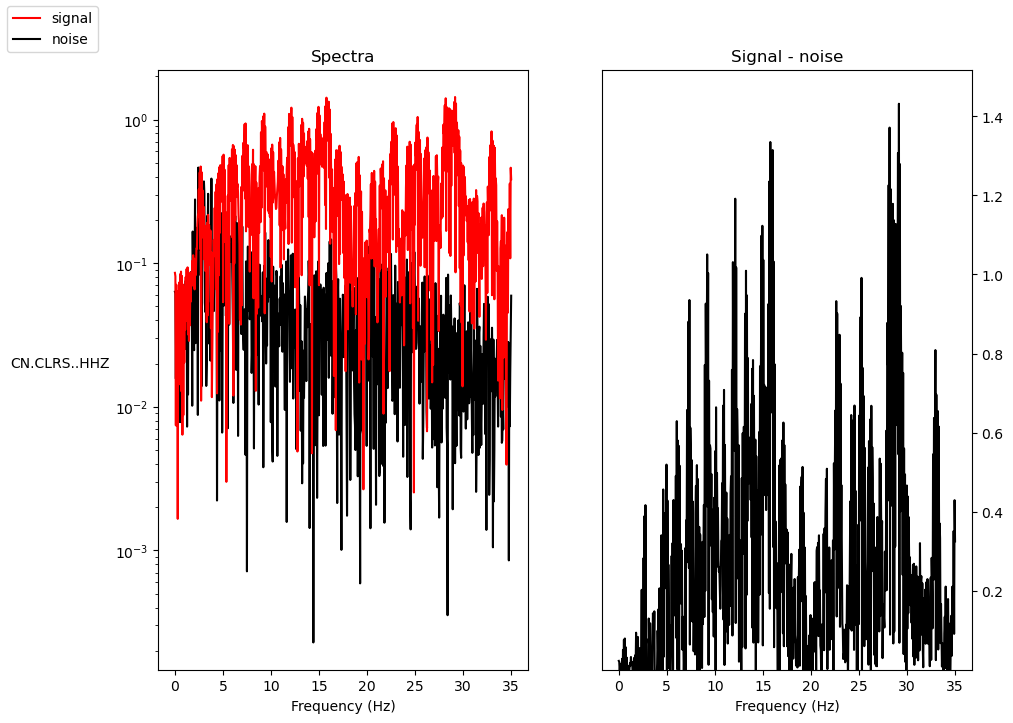 signal
noise
Spectra
Signal - noise
CN.CLRS..HHZ
10⁰
10⁻¹
10⁻²
10⁻³
1.4
1.2
1.0
0.8
0.6
0.4
0.2
0 5 10 15 20 25 30 35
0 5 10 15 20 25 30 35
Frequency (Hz)
Frequency (Hz)